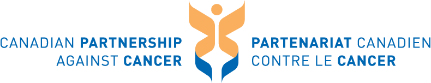 CANADIAN PARTNERSHIP
AGAINST CANCER
PARTENARIAT CANADIEN
CONTRE LE CANCER